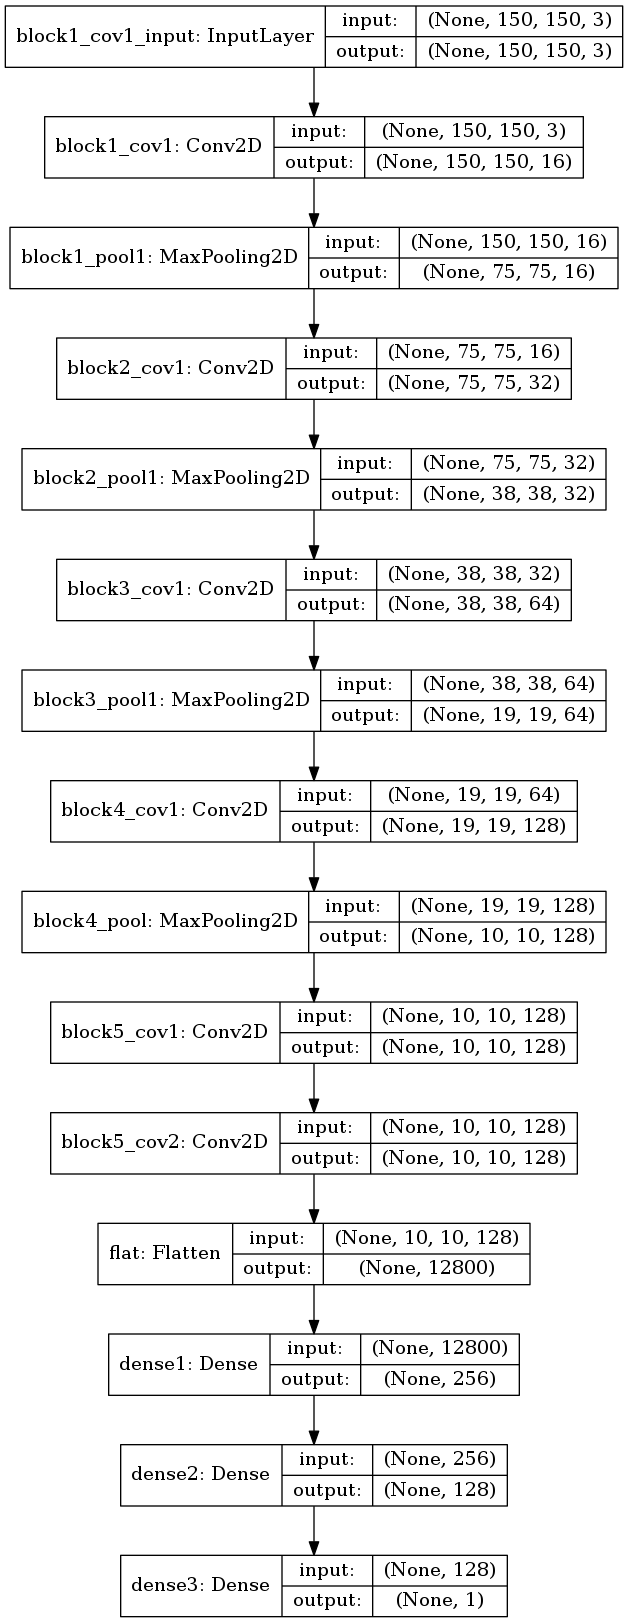 block1_cov1_input: InputLayer
input:
(None, 150, 150, 3)
output:
(None, 150, 150, 3)
block1_cov1: Conv2D
input:
(None, 150, 150, 3)
output:
(None, 150, 150, 16)
block1_pool1: MaxPooling2D
input:
(None, 150, 150, 16)
output:
(None, 75, 75, 16)
block2_cov1: Conv2D
input:
(None, 75, 75, 16)
output:
(None, 75, 75, 32)
block2_pool1: MaxPooling2D
input:
(None, 75, 75, 32)
output:
(None, 38, 38, 32)
block3_cov1: Conv2D
input:
(None, 38, 38, 32)
output:
(None, 38, 38, 64)
block3_pool1: MaxPooling2D
input:
(None, 38, 38, 64)
output:
(None, 19, 19, 64)
block4_cov1: Conv2D
input:
(None, 19, 19, 64)
output:
(None, 19, 19, 128)
block4_pool: MaxPooling2D
input:
(None, 19, 19, 128)
output:
(None, 10, 10, 128)
block5_cov1: Conv2D
input:
(None, 10, 10, 128)
output:
(None, 10, 10, 128)
block5_cov2: Conv2D
input:
(None, 10, 10, 128)
output:
(None, 10, 10, 128)
flat: Flatten
input:
(None, 10, 10, 128)
output:
(None, 12800)
dense1: Dense
input:
(None, 12800)
output:
(None, 256)
dense2: Dense
input:
(None, 256)
output:
(None, 128)
dense3: Dense
input:
(None, 128)
output:
(None, 1)